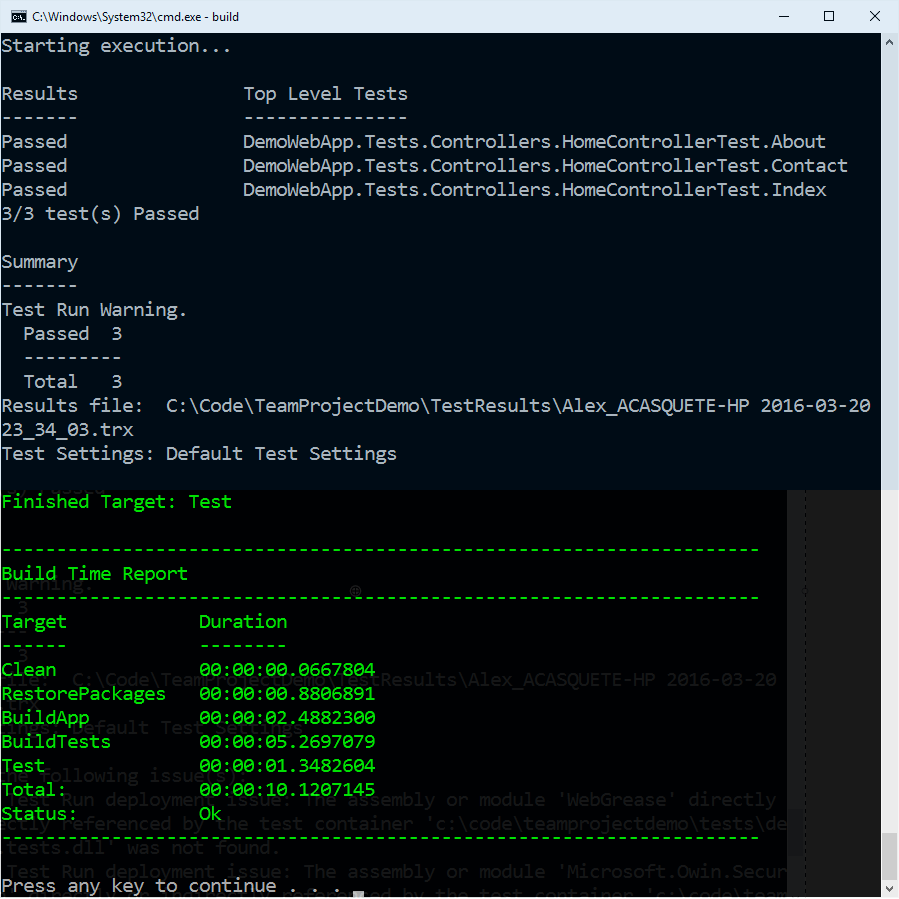 C:\Windows\System32\cmd.exe - build
Starting execution...
Results Top Level Tests
------- ---------------
Passed DemoWebApp.Tests.Controllers.HomeControllerTest.About
Passed DemoWebApp.Tests.Controllers.HomeControllerTest.Contact
Passed DemoWebApp.Tests.Controllers.HomeControllerTest.Index
3/3 test(s) Passed
Summary
-------
Test Run Warning.
Passed 3
---------
Total 3
Results file: C:\Code\TeamProjectDemo\TestResults\Alex_ACASQUETE-HP 2016-03-20
23_34_03.trx
Test Settings: Default Test Settings
Finished Target: Test
---------------------------------------------------------------------
Build Time Report
---------------------------------------------------------------------
Target Duration
------ --------
Clean 00:00:00.0667804
RestorePackages 00:00:00.8806891
BuildApp 00:00:02.4882300
BuildTests 00:00:05.2697079
Test 00:00:01.3482604
Total: 00:00:10.1207145
Status: Ok
---------------------------------------------------------------------
Press any key to continue . . .